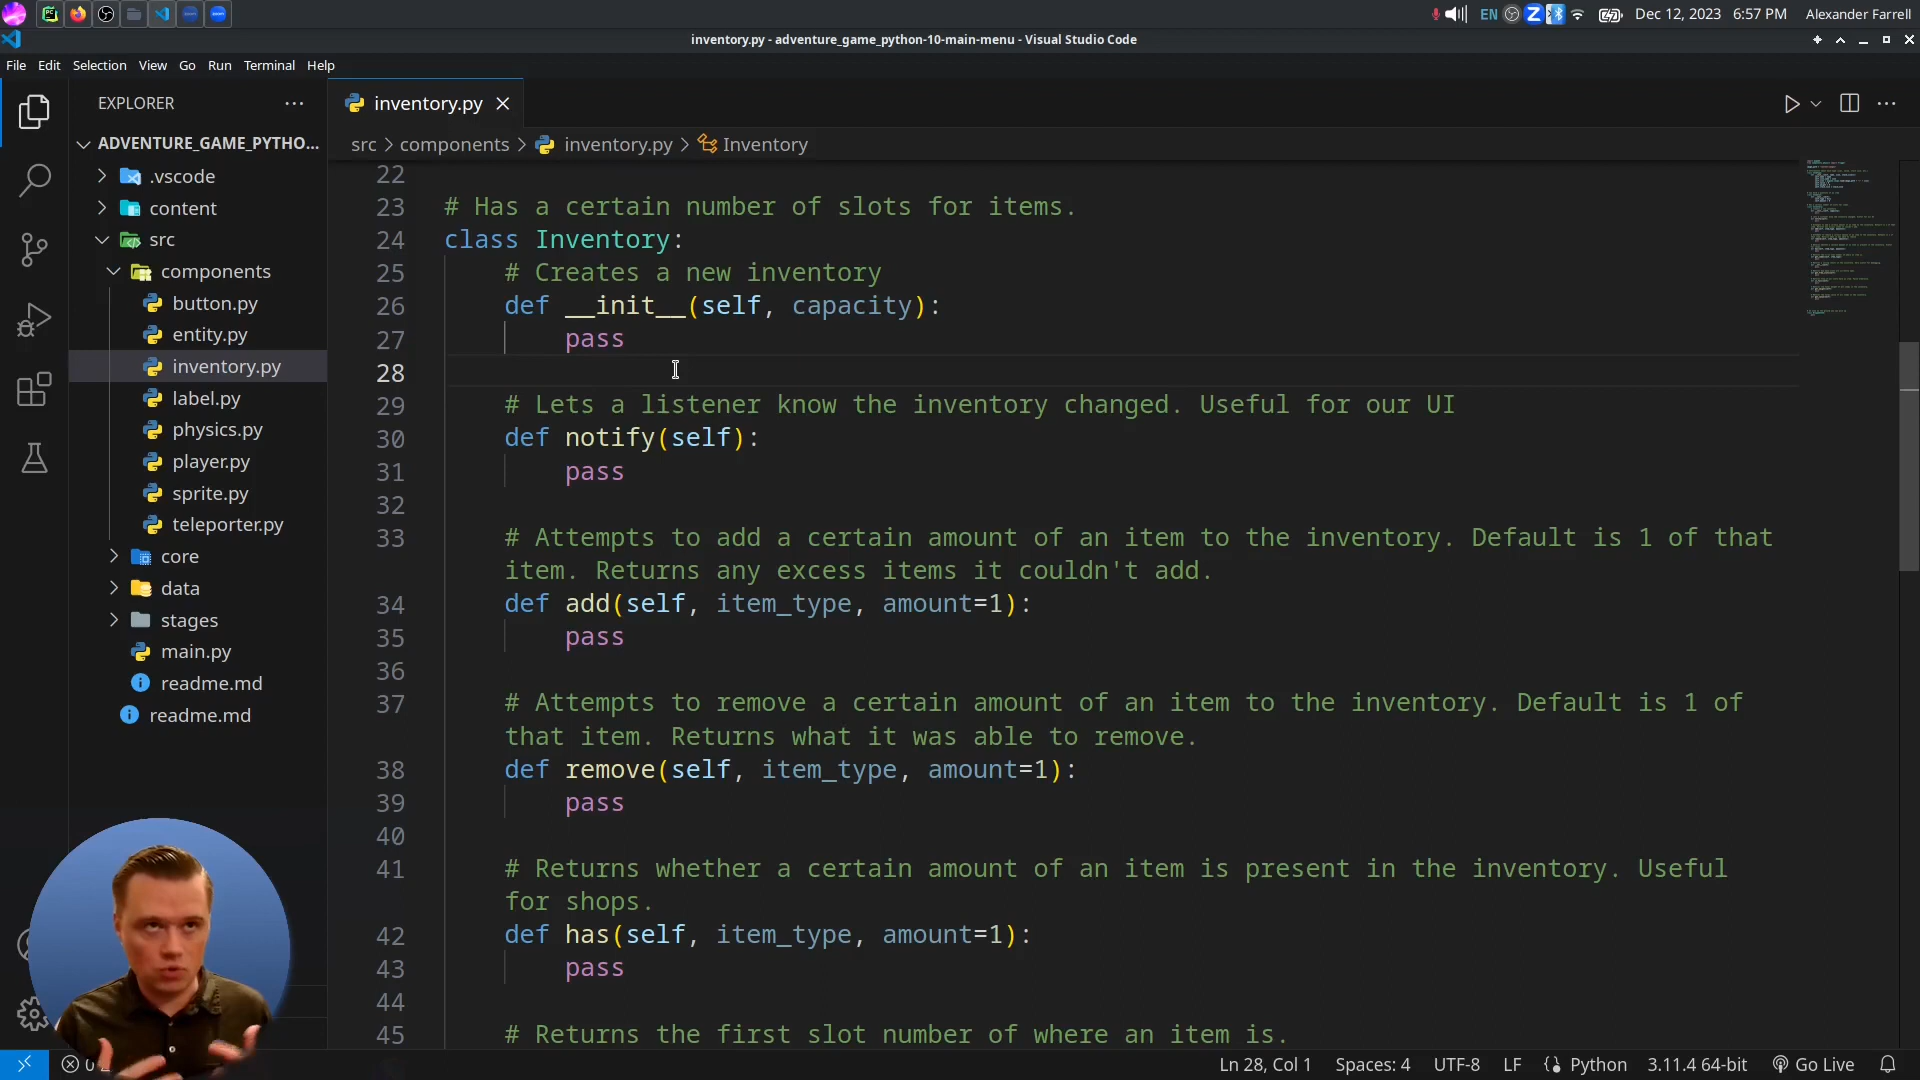 EN
Dec 12, 2023 6:57 PM Alexander Farrell
inventory.py - adventure_game_python-10-main-menu - Visual Studio Code
File Edit Selection View Go Run Terminal Help
EXPLORER
ADVENTURE_GAME_PYTHO...
.vscode
content
src
components
button.py
entity.py
inventory.py
label.py
physics.py
player.py
sprite.py
teleporter.py
core
data
stages
main.py
readme.md
readme.md
inventory.py
src > components > inventory.py > Inventory
22
23 # Has a certain number of slots for items.
24 class Inventory:
25 # Creates a new inventory
26 def __init__(self, capacity):
27 pass
28
29 # Lets a listener know the inventory changed. Useful for our UI
30 def notify(self):
31 pass
32
33 # Attempts to add a certain amount of an item to the inventory. Default is 1 of that
item. Returns any excess items it couldn't add.
34 def add(self, item_type, amount=1):
35 pass
36
37 # Attempts to remove a certain amount of an item to the inventory. Default is 1 of
that item. Returns what it was able to remove.
38 def remove(self, item_type, amount=1):
39 pass
40
41 # Returns whether a certain amount of an item is present in the inventory. Useful
for shops.
42 def has(self, item_type, amount=1):
43 pass
44
45 # Returns the first slot number of where an item is.
0
Ln 28, Col 1 Spaces: 4 UTF-8 LF Python 3.11.4 64-bit Go Live